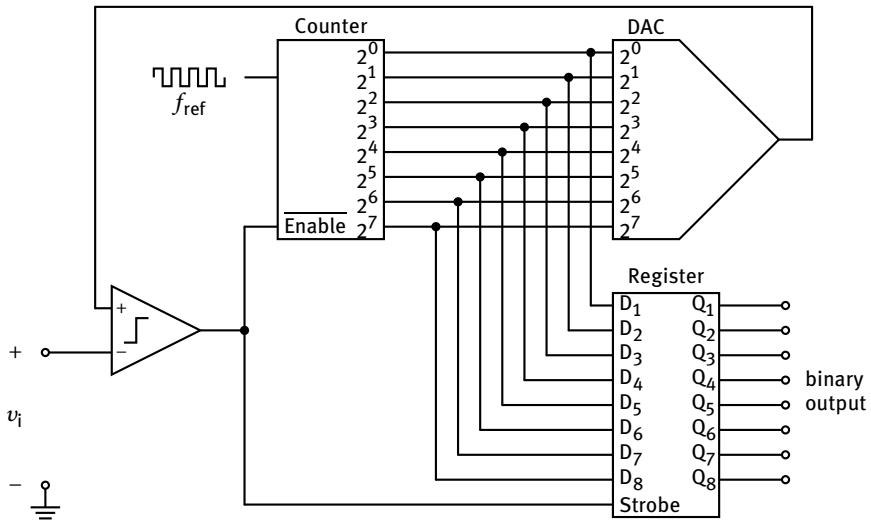 Counter
DAC
f_ref
2^0
2^1
2^2
2^3
2^4
2^5
2^6
Enable 2^7
2^0
2^1
2^2
2^3
2^4
2^5
2^6
2^7
Register
D_1 Q_1
D_2 Q_2
D_3 Q_3
D_4 Q_4
D_5 Q_5
D_6 Q_6
D_7 Q_7
D_8 Q_8
Strobe
binary
output
+
−
+
v_i
−